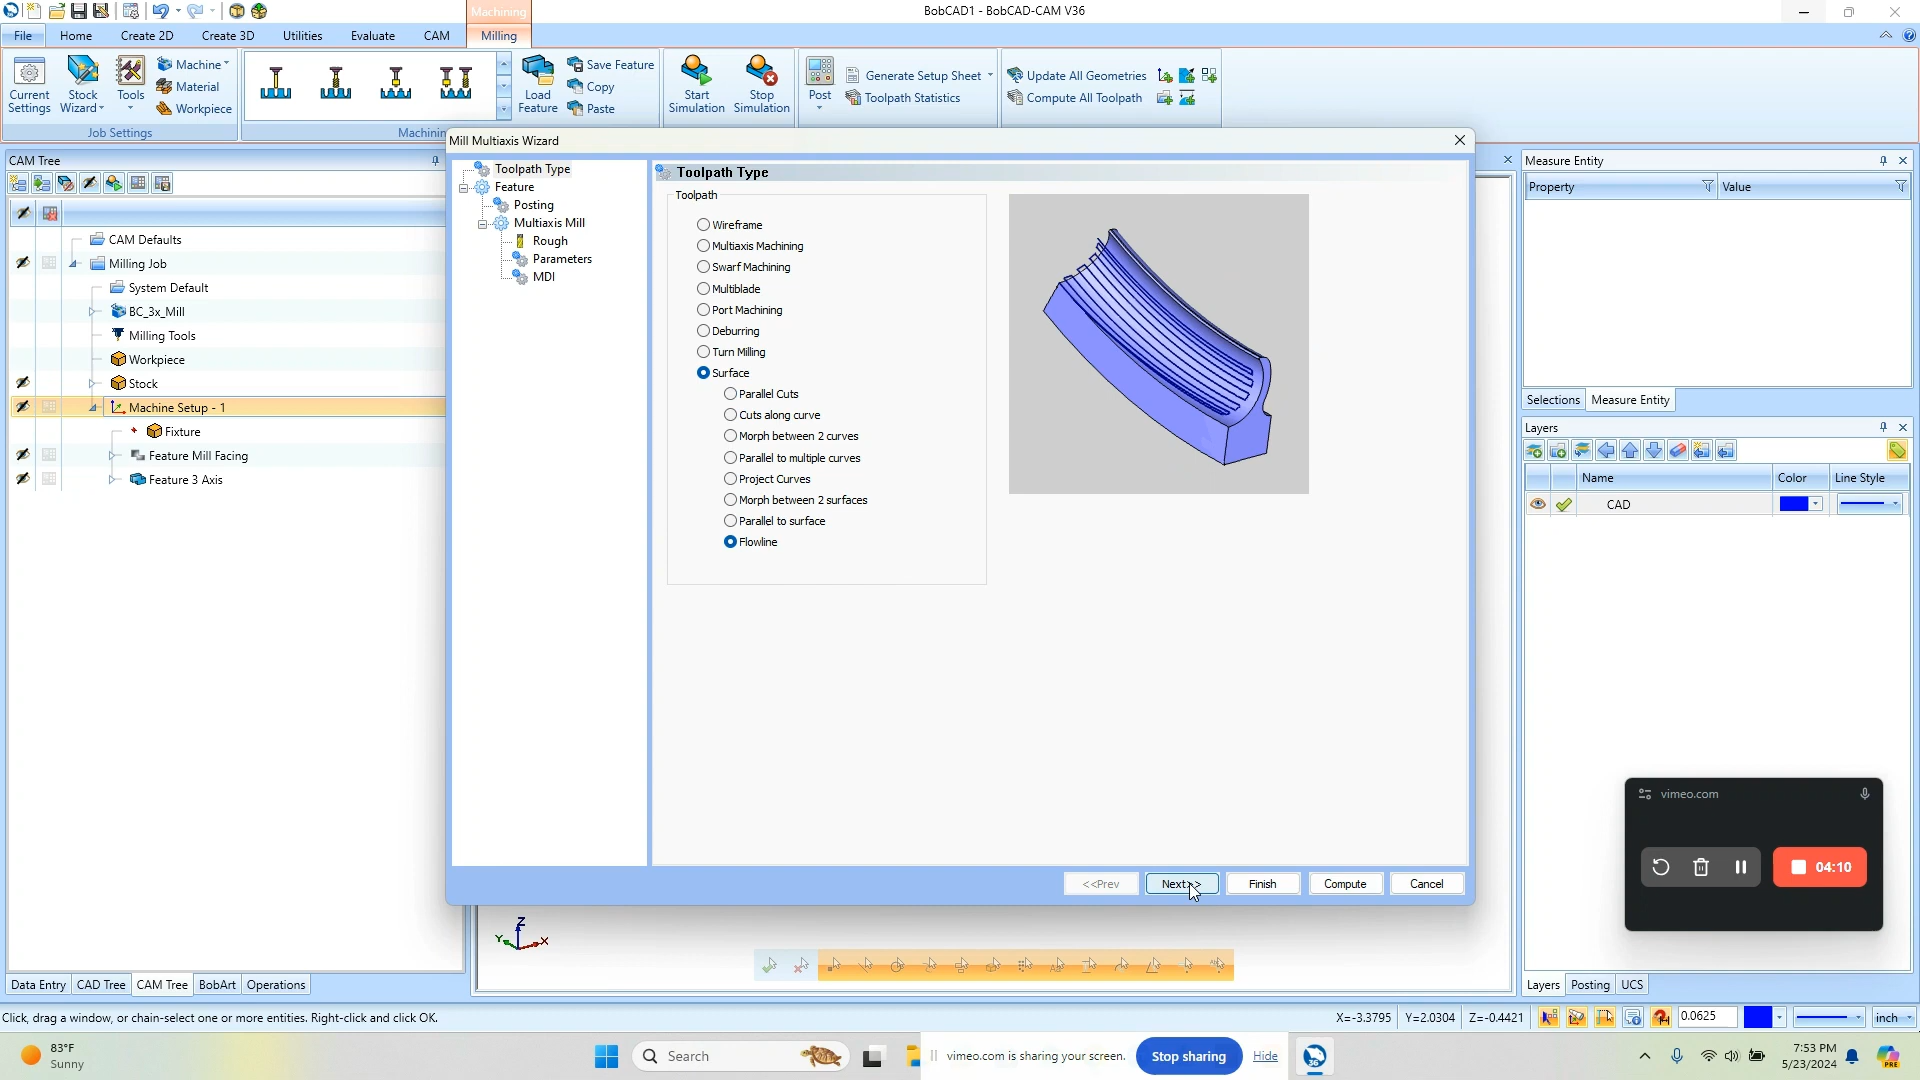 BobCAD1 - BobCAD-CAM V36
Machining
File
Home
Create 2D
Create 3D
Utilities
Evaluate
CAM
Milling
Current Settings
Stock Wizard
Tools
Machine
Material
Workpiece
Job Settings
Machinin
Load Feature
Save Feature
Copy
Paste
Start Simulation
Stop Simulation
Post
Generate Setup Sheet
Toolpath Statistics
Update All Geometries
Compute All Toolpath
CAM Tree
CAM Defaults
Milling Job
System Default
BC_3x_Mill
Milling Tools
Workpiece
Stock
Machine Setup - 1
Fixture
Feature Mill Facing
Feature 3 Axis
Mill Multiaxis Wizard
Toolpath Type
Feature
Posting
Multiaxis Mill
Rough
Parameters
MDI
Toolpath Type
Toolpath
Wireframe
Multiaxis Machining
Swarf Machining
Multiblade
Port Machining
Deburring
Turn Milling
Surface
Parallel Cuts
Cuts along curve
Morph between 2 curves
Parallel to multiple curves
Project Curves
Morph between 2 surfaces
Parallel to surface
Flowline
<<Prev
Next>>
Finish
Compute
Cancel
Measure Entity
Property
Value
Selections
Measure Entity
Layers
Name
Color
Line Style
CAD
vimeo.com
04:10
Z
Y
X
Data Entry
CAD Tree
CAM Tree
BobArt
Operations
Layers
Posting
UCS
Click, drag a window, or chain-select one or more entities. Right-click and click OK.
X=-3.3795
Y=2.0304
Z=-0.4421
0.0625
inch
83°F
Sunny
Search
vimeo.com is sharing your screen.
Stop sharing
Hide
7:53 PM
5/23/2024